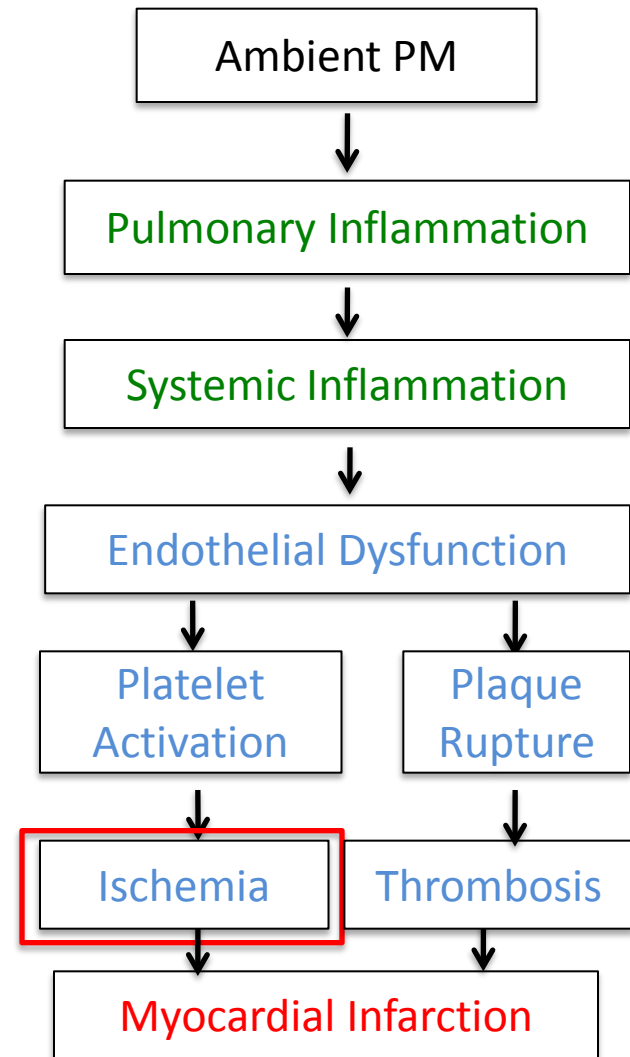 Ambient PM
Pulmonary Inflammation
Systemic Inflammation
Endothelial Dysfunction
Platelet
Activation
Plaque
Rupture
Ischemia
Thrombosis
Myocardial Infarction